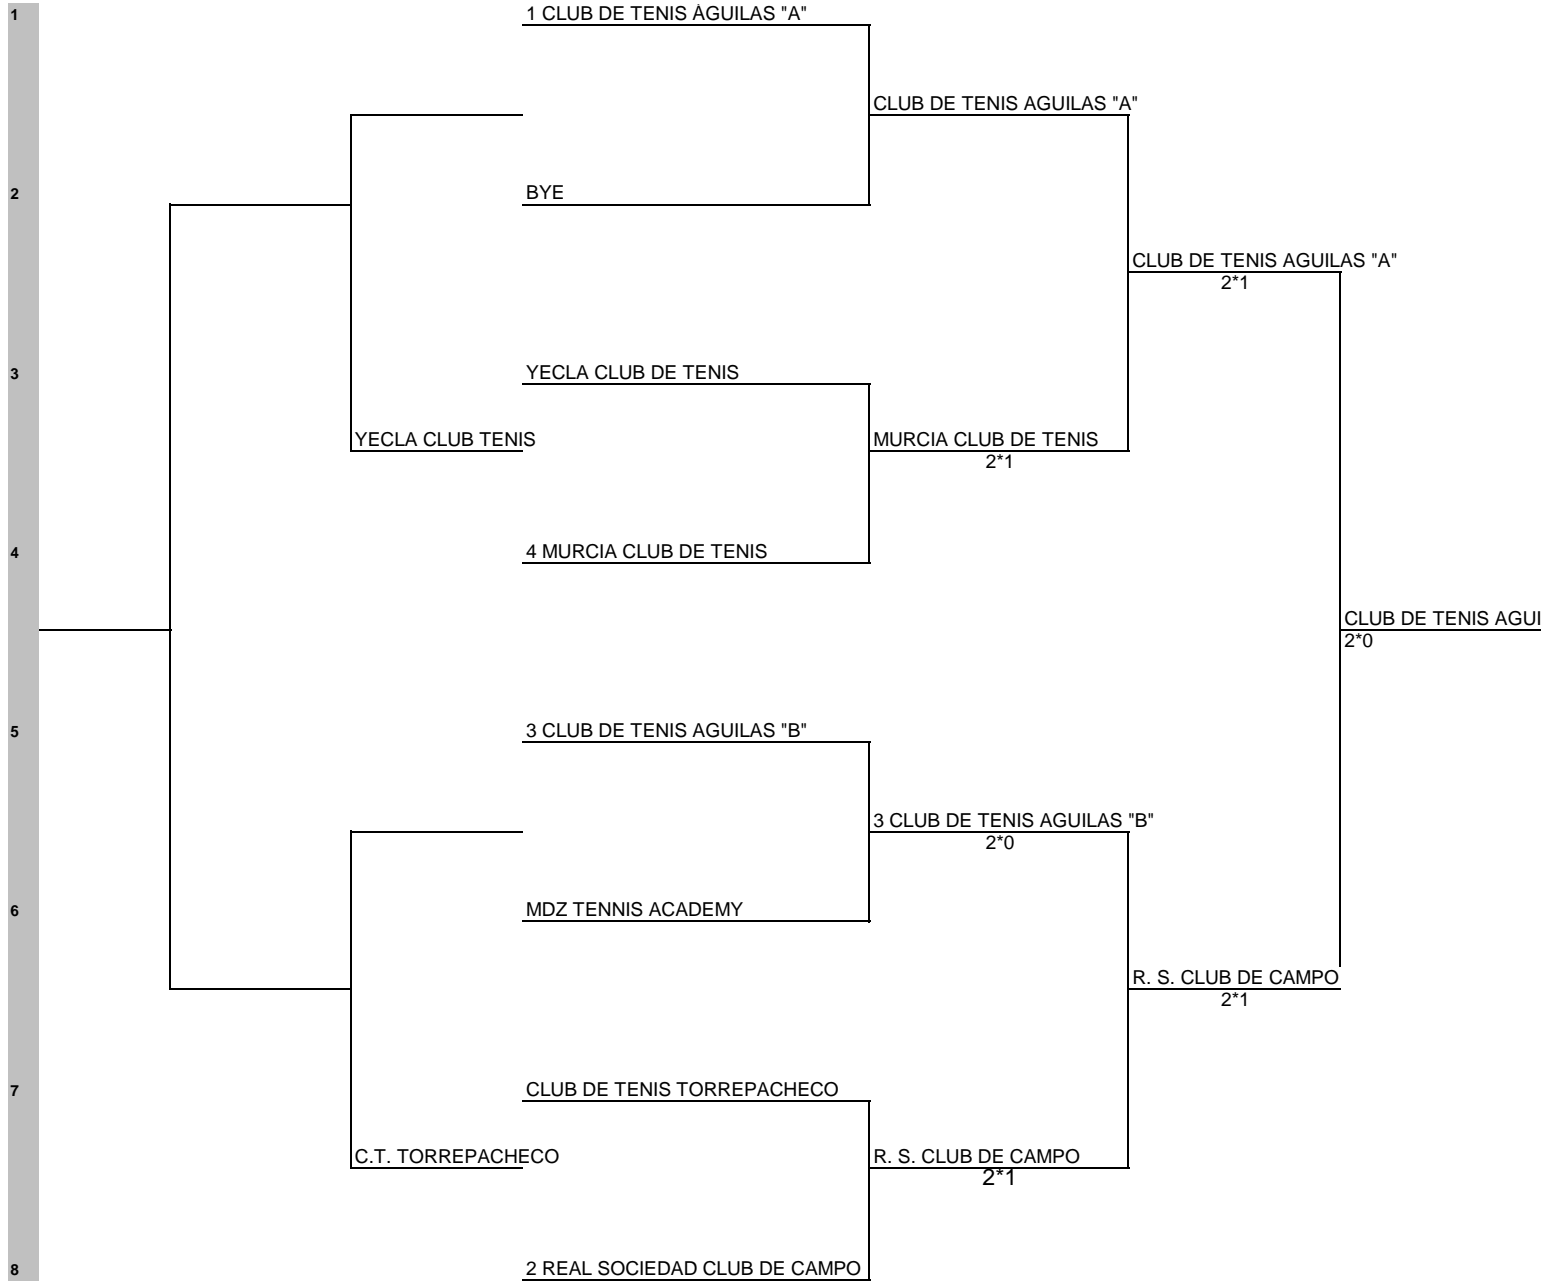 1
1 CLUB DE TENIS ÁGUILAS "A"
CLUB DE TENIS AGUILAS "A"
2
BYE
CLUB DE TENIS AGUILAS "A"
2*1
3
YECLA CLUB DE TENIS
YECLA CLUB TENIS
MURCIA CLUB DE TENIS
2*1
4
4 MURCIA CLUB DE TENIS
CLUB DE TENIS AGUI
2*0
5
3 CLUB DE TENIS AGUILAS "B"
3 CLUB DE TENIS AGUILAS "B"
2*0
6
MDZ TENNIS ACADEMY
R. S. CLUB DE CAMPO
2*1
7
CLUB DE TENIS TORREPACHECO
C.T. TORREPACHECO
R. S. CLUB DE CAMPO
2*1
8
2 REAL SOCIEDAD CLUB DE CAMPO